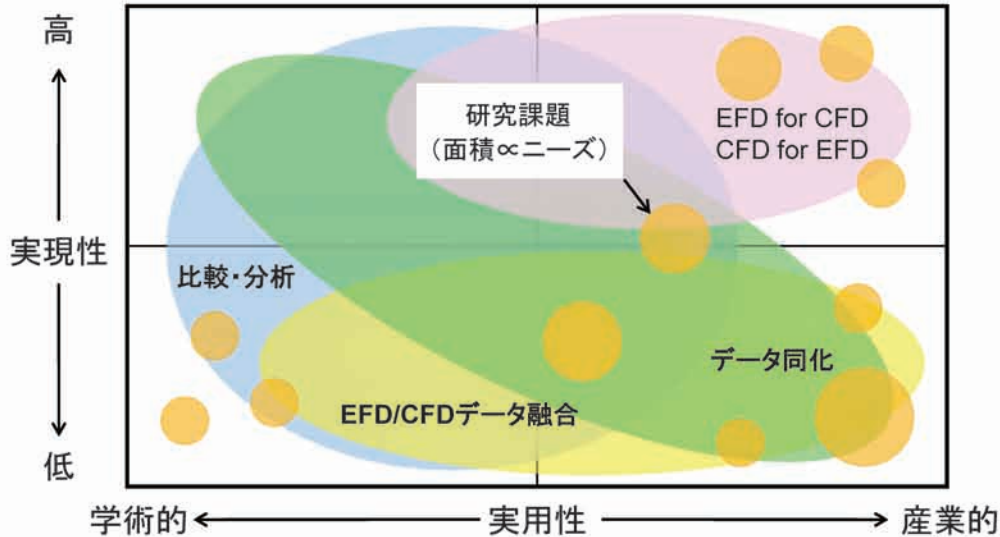 高
研究課題
(面積∝ニーズ)
EFD for CFD
CFD for EFD
実現性
比較・分析
データ同化
EFD/CFDデータ融合
低
学術的
実用性
産業的